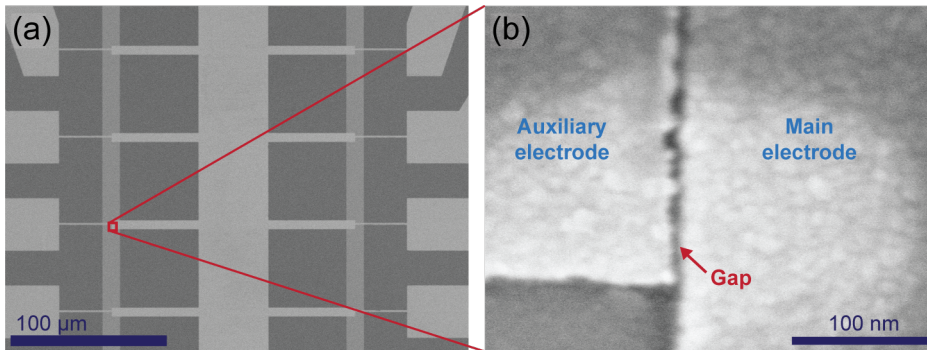 (a)
100 µm
(b)
Auxiliary
electrode
Main
electrode
Gap
100 nm